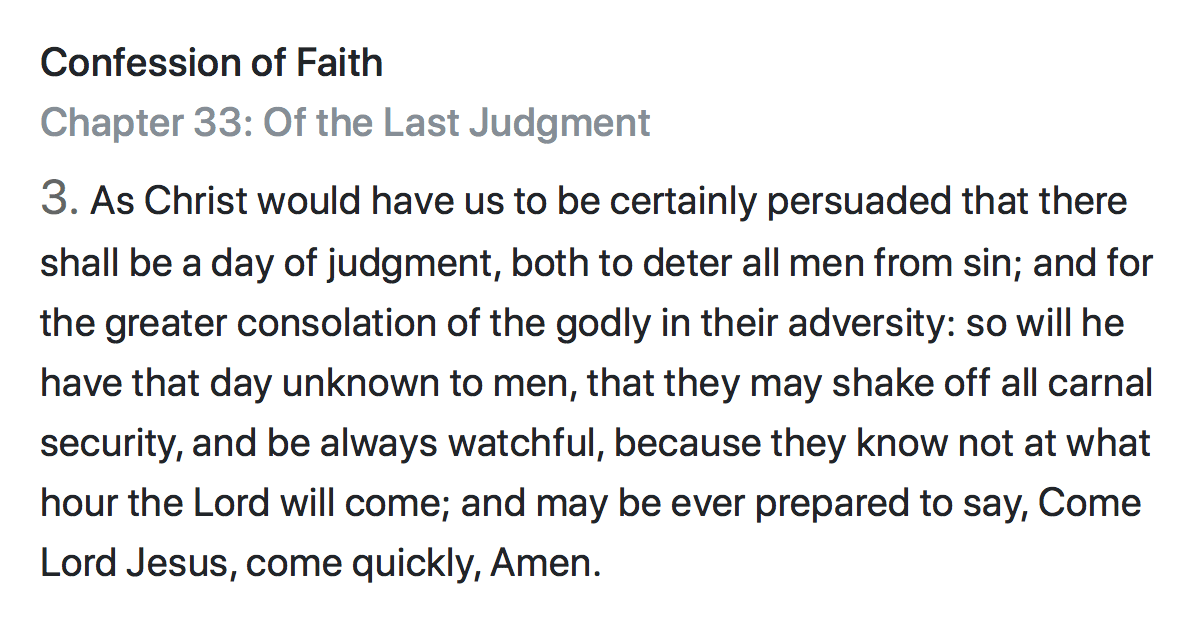 Confession of Faith
Chapter 33: Of the Last Judgment
3. As Christ would have us to be certainly persuaded that there
shall be a day of judgment, both to deter all men from sin; and for
the greater consolation of the godly in their adversity: so will he
have that day unknown to men, that they may shake off all carnal
security, and be always watchful, because they know not at what
hour the Lord will come; and may be ever prepared to say, Come
Lord Jesus, come quickly, Amen.